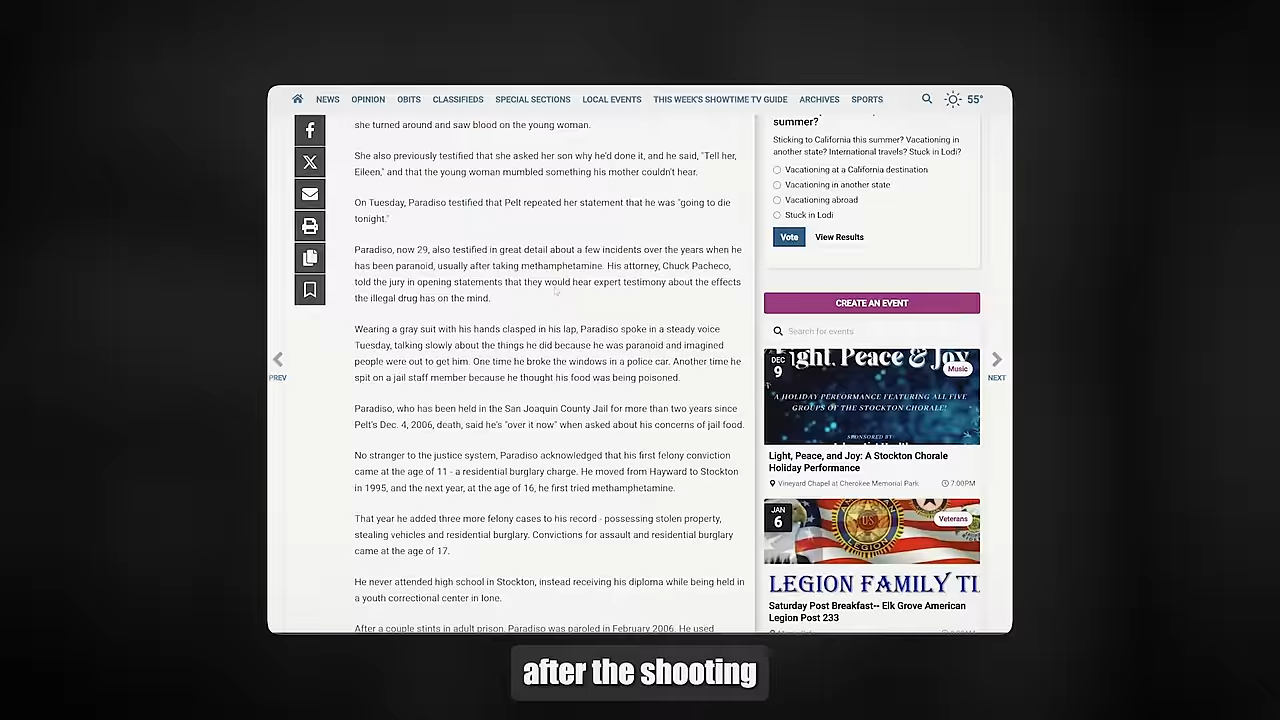 NEWS OPINION OBITS CLASSIFIEDS SPECIAL SECTIONS LOCAL EVENTS THIS WEEK'S SHOWTIME TV GUIDE ARCHIVES SPORTS 55°
she turned around and saw blood on the young woman.
She also previously testified that she asked her son why he'd done it, and he said, "Tell her,
Eileen," and that the young woman mumbled something his mother couldn't hear.
On Tuesday, Paradiso testified that Pelt repeated her statement that he was "going to die
tonight."
Paradiso, now 29, also testified in great detail about a few incidents over the years when he
has been paranoid, usually after taking methamphetamine. His attorney, Chuck Pacheco,
told the jury in opening statements that they would hear expert testimony about the effects
the illegal drug has on the mind.
Wearing a gray suit with his hands clasped in his lap, Paradiso spoke in a steady voice
Tuesday, talking slowly about the things he did because he was paranoid and imagined
people were out to get him. One time he broke the windows in a police car. Another time he
spit on a jail staff member because he thought his food was being poisoned.
Paradiso, who has been held in the San Joaquin County Jail for more than two years since
Pelt's Dec. 4, 2006, death, said he's "over it now" when asked about his concerns of jail food.
No stranger to the justice system, Paradiso acknowledged that his first felony conviction
came at the age of 11 - a residential burglary charge. He moved from Hayward to Stockton
in 1995, and the next year, at the age of 16, he first tried methamphetamine.
That year he added three more felony cases to his record - possessing stolen property,
stealing vehicles and residential burglary. Convictions for assault and residential burglary
came at the age of 17.
He never attended high school in Stockton, instead receiving his diploma while being held in
a youth correctional center in Ione.
After a couple stints in adult prison, Paradiso was paroled in February 2006. He used
PREV
summer?
Sticking to California this summer? Vacationing in
another state? International travels? Stuck in Lodi?
Vacationing at a California destination
Vacationing in another state
Vacationing abroad
Stuck in Lodi
Vote View Results
CREATE AN EVENT
Search for events
DEC
9
Light, Peace & Joy
Music
A HOLIDAY PERFORMANCE FEATURING ALL FIVE
GROUPS OF THE STOCKTON CHORALE!
SPONSORED BY
Light, Peace, and Joy: A Stockton Chorale
Holiday Performance
Vineyard Chapel at Cherokee Memorial Park 7:00PM
JAN
6
Veterans
US
LEGION FAMILY TI
Saturday Post Breakfast-- Elk Grove American
Legion Post 233
NEXT
after the shooting